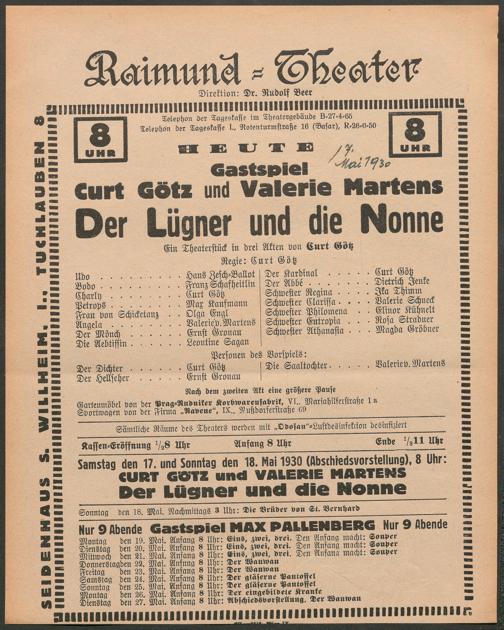 Raimund-Theater
Direktion: Dr. Rudolf Beer
Telephon der Tageskasse im Theatergebäude B-27-4-65
Telephon der Tageskasse I., Rotenturmstraße 16 (Basar), R-26-0-50
8 UHR
HEUTE
8 UHR
17. Mai 1930
Gastspiel
Curt Götz und Valerie Martens
Der Lügner und die Nonne
Ein Theaterstück in drei Akten von Curt Götz
Regie: Curt Götz
Udo . . . Hans Zesch-Ballot
Bobo . . . Franz Schafheitlin
Charly . . . Curt Götz
Petrops . . . Max Kaufmann
Frau von Schicketanz . . . Olga Engl
Angela . . . Valeriev. Martens
Der Mönch . . . Ernst Gronau
Die Aebtissin . . . Leontine Sagan
Der Kardinal . . . Curt Götz
Der Abbé . . . Dietrich Jenke
Schwester Regina . . . Ika Thimm
Schwester Clarissa . . . Valerie Schneck
Schwester Philomena . . . Elinor Kühnelt
Schwester Eutropia . . . Rosa Stradner
Schwester Athanasia . . . Magda Gröbner
Personen des Vorspiels:
Der Dichter . . . Curt Götz
Der Hellseher . . . Ernst Gronau
Die Saaltochter . . . Valeriev. Martens
Nach dem zweiten Akt eine größere Pause
Gartenmöbel von der Prag-Rudniker Korbwarenfabrik, VI., Mariahilferstraße 1a
Sportwagen von der Firma "Ravene", IX., Nußdorferstraße 69
Sämtliche Räume des Theaters werden mit "Odosan"-Luftdesinfektion desinfiziert
Kassen-Eröffnung 1/28 Uhr Anfang 8 Uhr Ende 1/211 Uhr
Samstag den 17. und Sonntag den 18. Mai 1930 (Abschiedsvorstellung), 8 Uhr:
CURT GÖTZ und VALERIE MARTENS
Der Lügner und die Nonne
Sonntag den 18. Mai. Nachmittags 3 Uhr: Die Brüder von St. Bernhard
Nur 9 Abende Gastspiel MAX PALLENBERG Nur 9 Abende
Montag den 19. Mai. Anfang 8 Uhr: Eins, zwei, drei. Den Anfang macht: Souper
Dienstag den 20. Mai. Anfang 8 Uhr: Eins, zwei, drei. Den Anfang macht: Souper
Mittwoch den 21. Mai. Anfang 8 Uhr: Eins, zwei, drei. Den Anfang macht: Souper
Donnerstag den 22. Mai. Anfang 8 Uhr: Der Wauwau
Freitag den 23. Mai. Anfang 8 Uhr: Der Wauwau
Samstag den 24. Mai. Anfang 8 Uhr: Der gläserne Pantoffel
Sonntag den 25. Mai. Anfang 8 Uhr: Der gläserne Pantoffel
Montag den 26. Mai. Anfang 8 Uhr: Der eingebildete Kranke
Dienstag den 27. Mai. Anfang 8 Uhr: Abschiedsvorstellung. Der Wauwau
SEIDENHAUS S. WILLHEIM, I., TUCHLAUBEN 8